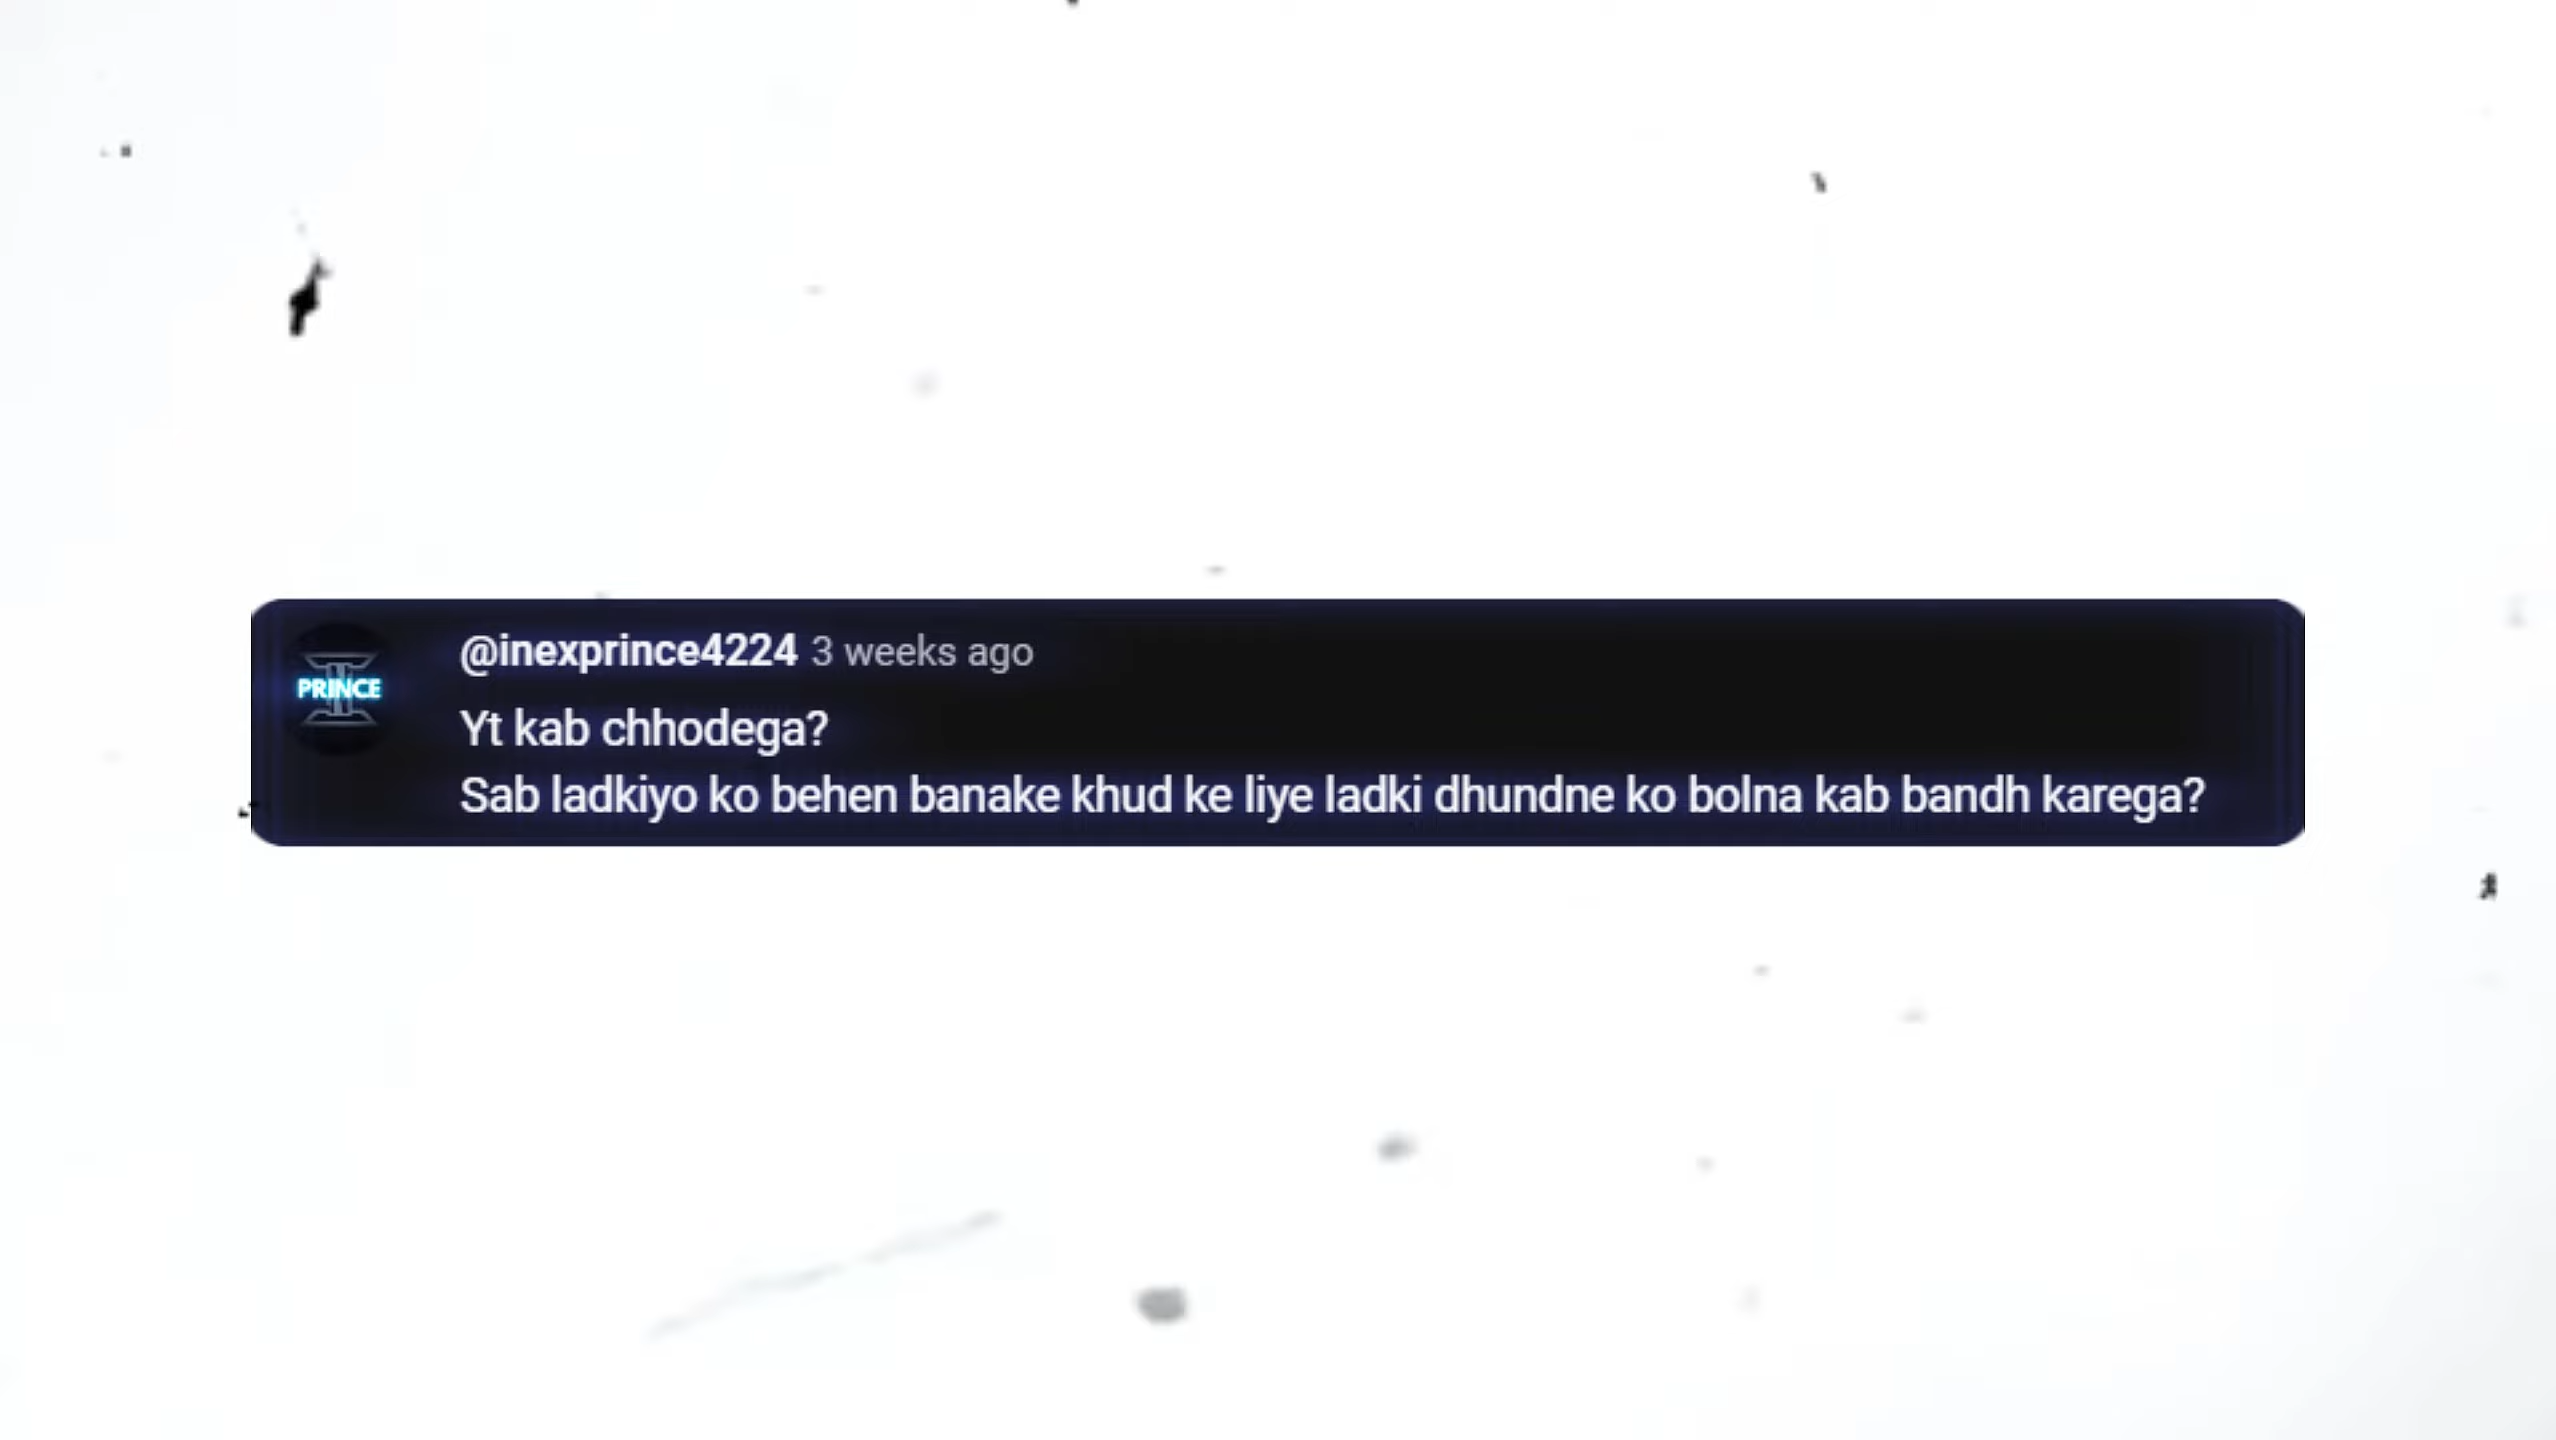 @inexprince4224 3 weeks ago
PRINCE
Yt kab chhodega?
Sab ladkiyo ko behen banake khud ke liye ladki dhundne ko bolna kab bandh karega?